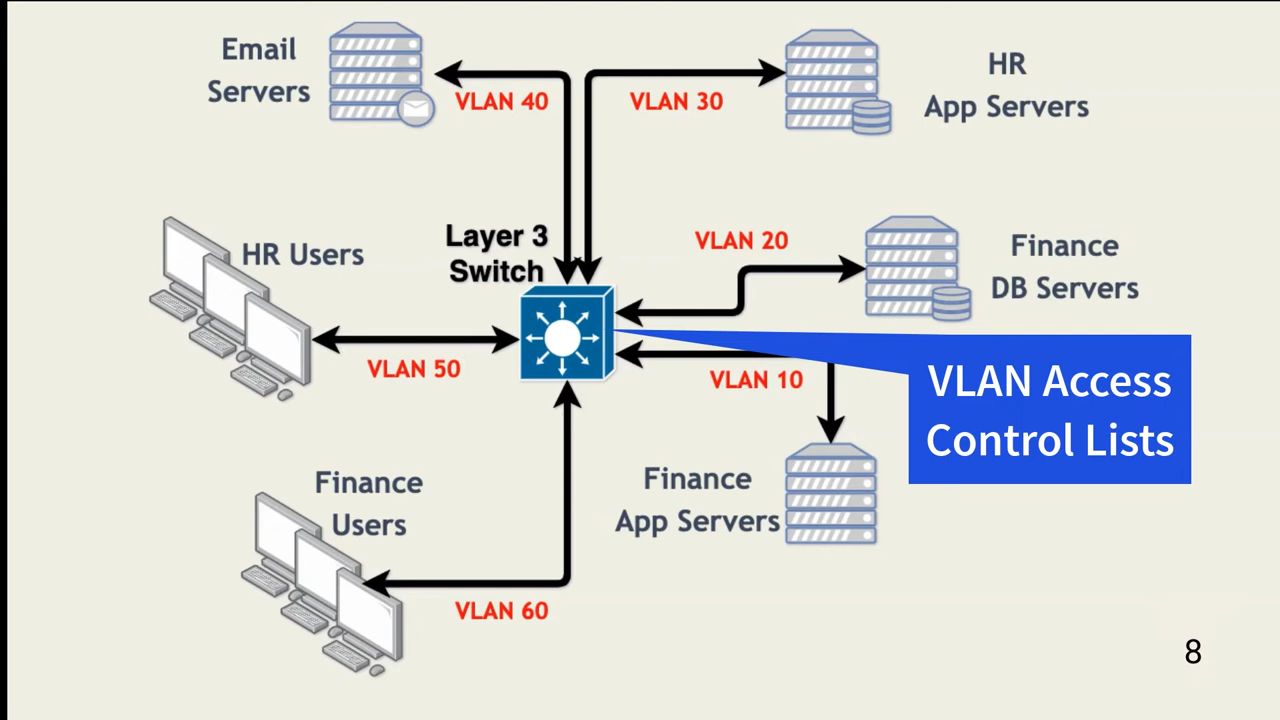 Email
Servers
VLAN 40
VLAN 30
HR
App Servers
HR Users
Layer 3
Switch
VLAN 20
Finance
DB Servers
VLAN 50
VLAN 10
VLAN Access
Control Lists
Finance
Users
Finance
App Servers
VLAN 60
8